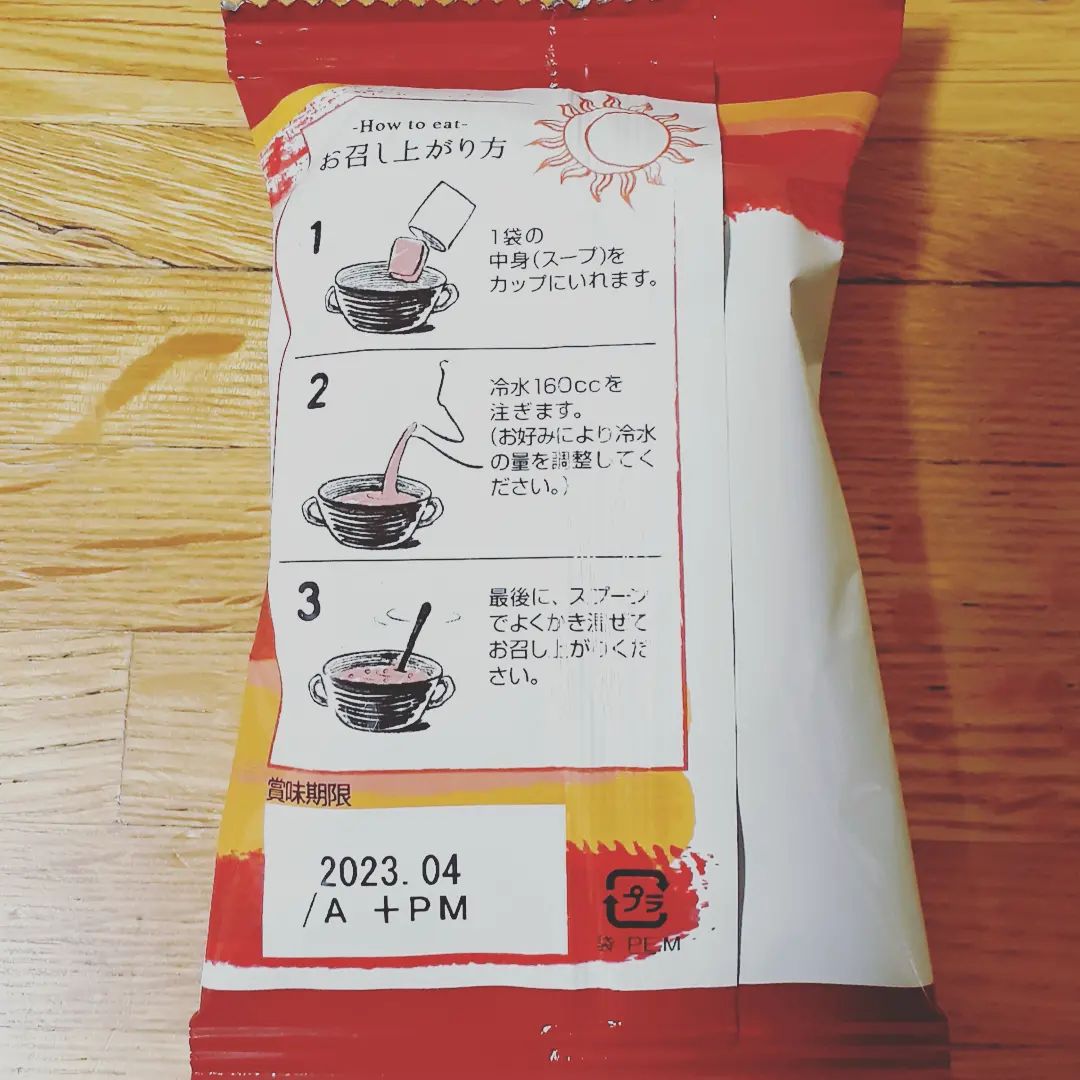 -How to eat-
お召し上がり方
1
1袋の
中身(スープ)を
カップにいれます。
2
冷水160ccを
注ぎます。
(お好みにより冷水
の量を調整してく
ださい。)
3
最後に、スプーン
でよくかき混ぜて
お召し上がりくだ
さい。
賞味期限
2023.04
/A +PM
プラ
袋 PE,M